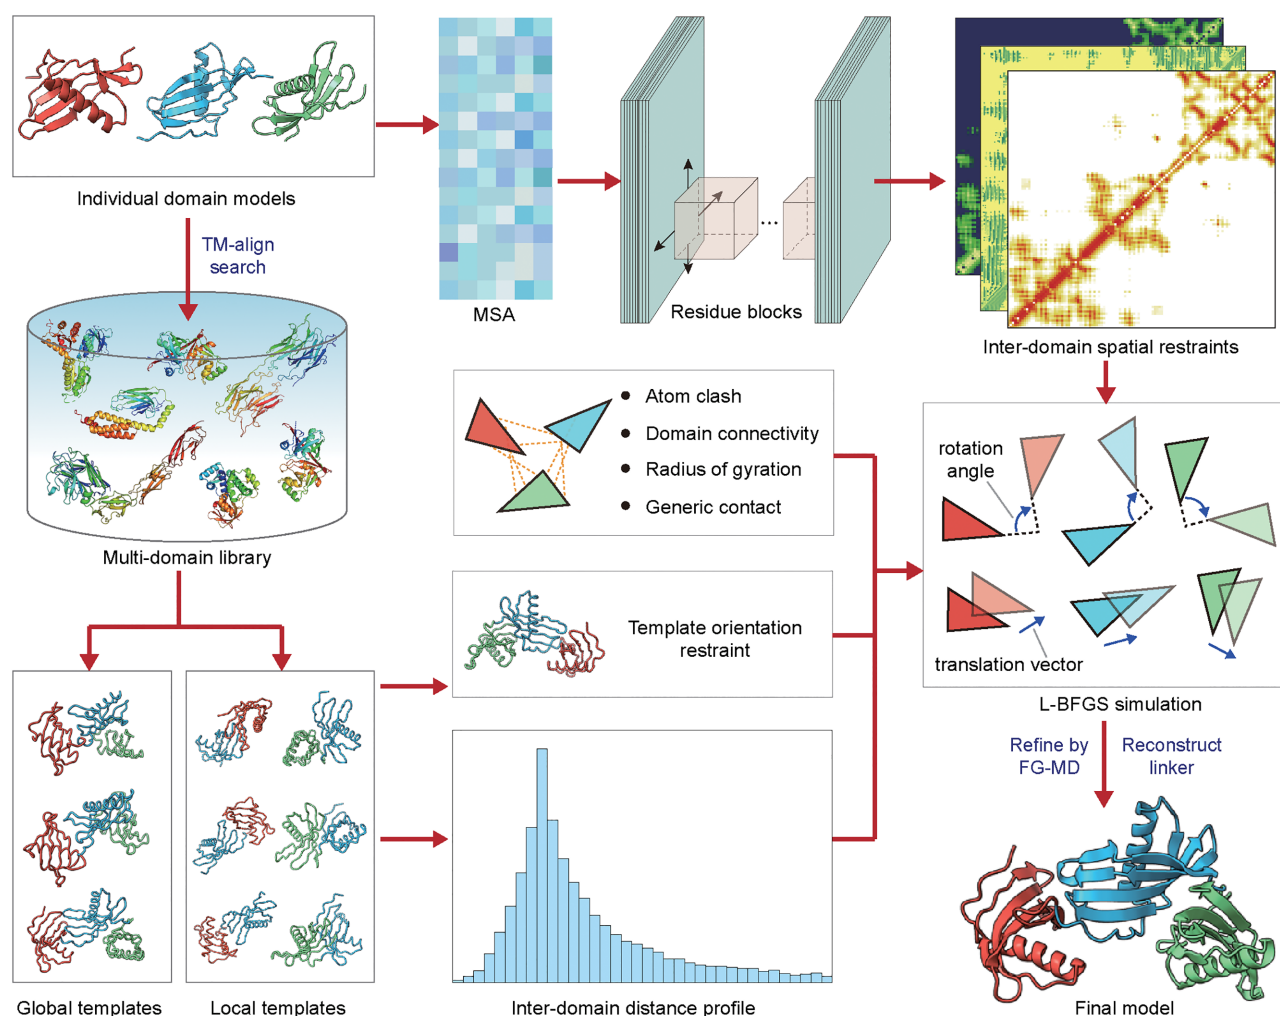 Individual domain models
TM-align
search
MSA
Residue blocks
...
Inter-domain spatial restraints
Multi-domain library
• Atom clash
• Domain connectivity
• Radius of gyration
• Generic contact
rotation
angle
translation vector
L-BFGS simulation
Template orientation
restraint
Refine by
FG-MD
Reconstruct
linker
Global templates
Local templates
Inter-domain distance profile
Final model